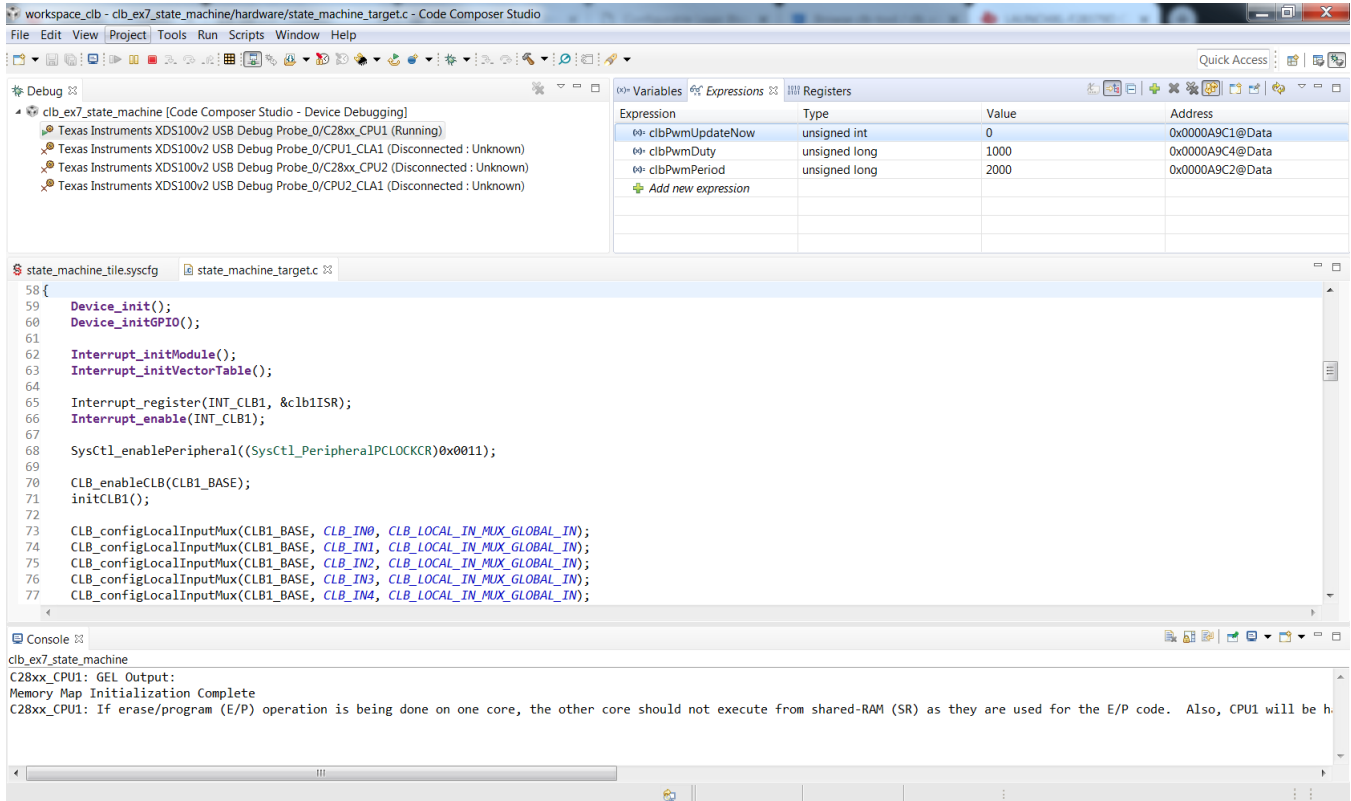 workspace_clb - clb_ex7_state_machine/hardware/state_machine_target.c - Code Composer Studio
File Edit View Project Tools Run Scripts Window Help
Quick Access
Debug
clb_ex7_state_machine [Code Composer Studio - Device Debugging]
Texas Instruments XDS100v2 USB Debug Probe_0/C28xx_CPU1 (Running)
Texas Instruments XDS100v2 USB Debug Probe_0/CPU1_CLA1 (Disconnected : Unknown)
Texas Instruments XDS100v2 USB Debug Probe_0/C28xx_CPU2 (Disconnected : Unknown)
Texas Instruments XDS100v2 USB Debug Probe_0/CPU2_CLA1 (Disconnected : Unknown)
(x)= Variables Expressions Registers
Expression Type Value Address
(x)= clbPwmUpdateNow unsigned int 0 0x0000A9C1@Data
(x)= clbPwmDuty unsigned long 1000 0x0000A9C4@Data
(x)= clbPwmPeriod unsigned long 2000 0x0000A9C2@Data
Add new expression
state_machine_tile.syscfg state_machine_target.c
58 {
59 Device_init();
60 Device_initGPIO();
61
62 Interrupt_initModule();
63 Interrupt_initVectorTable();
64
65 Interrupt_register(INT_CLB1, &clb1ISR);
66 Interrupt_enable(INT_CLB1);
67
68 SysCtl_enablePeripheral((SysCtl_PeripheralPCLOCKCR)0x0011);
69
70 CLB_enableCLB(CLB1_BASE);
71 initCLB1();
72
73 CLB_configLocalInputMux(CLB1_BASE, CLB_IN0, CLB_LOCAL_IN_MUX_GLOBAL_IN);
74 CLB_configLocalInputMux(CLB1_BASE, CLB_IN1, CLB_LOCAL_IN_MUX_GLOBAL_IN);
75 CLB_configLocalInputMux(CLB1_BASE, CLB_IN2, CLB_LOCAL_IN_MUX_GLOBAL_IN);
76 CLB_configLocalInputMux(CLB1_BASE, CLB_IN3, CLB_LOCAL_IN_MUX_GLOBAL_IN);
77 CLB_configLocalInputMux(CLB1_BASE, CLB_IN4, CLB_LOCAL_IN_MUX_GLOBAL_IN);
Console
clb_ex7_state_machine
C28xx_CPU1: GEL Output:
Memory Map Initialization Complete
C28xx_CPU1: If erase/program (E/P) operation is being done on one core, the other core should not execute from shared-RAM (SR) as they are used for the E/P code. Also, CPU1 will be